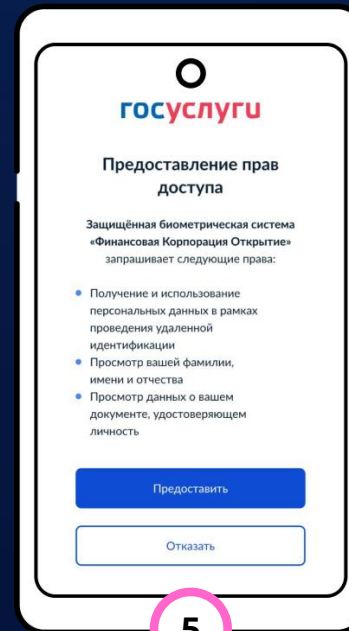 госуслуги
Предоставление прав
доступа
Защищённая биометрическая система
«Финансовая Корпорация Открытие»
запрашивает следующие права:
Получение и использование
персональных данных в рамках
проведения удаленной
идентификации
Просмотр вашей фамилии,
имени и отчества
Просмотр данных о вашем
документе, удостоверяющем
личность
Предоставить
Отказать
5